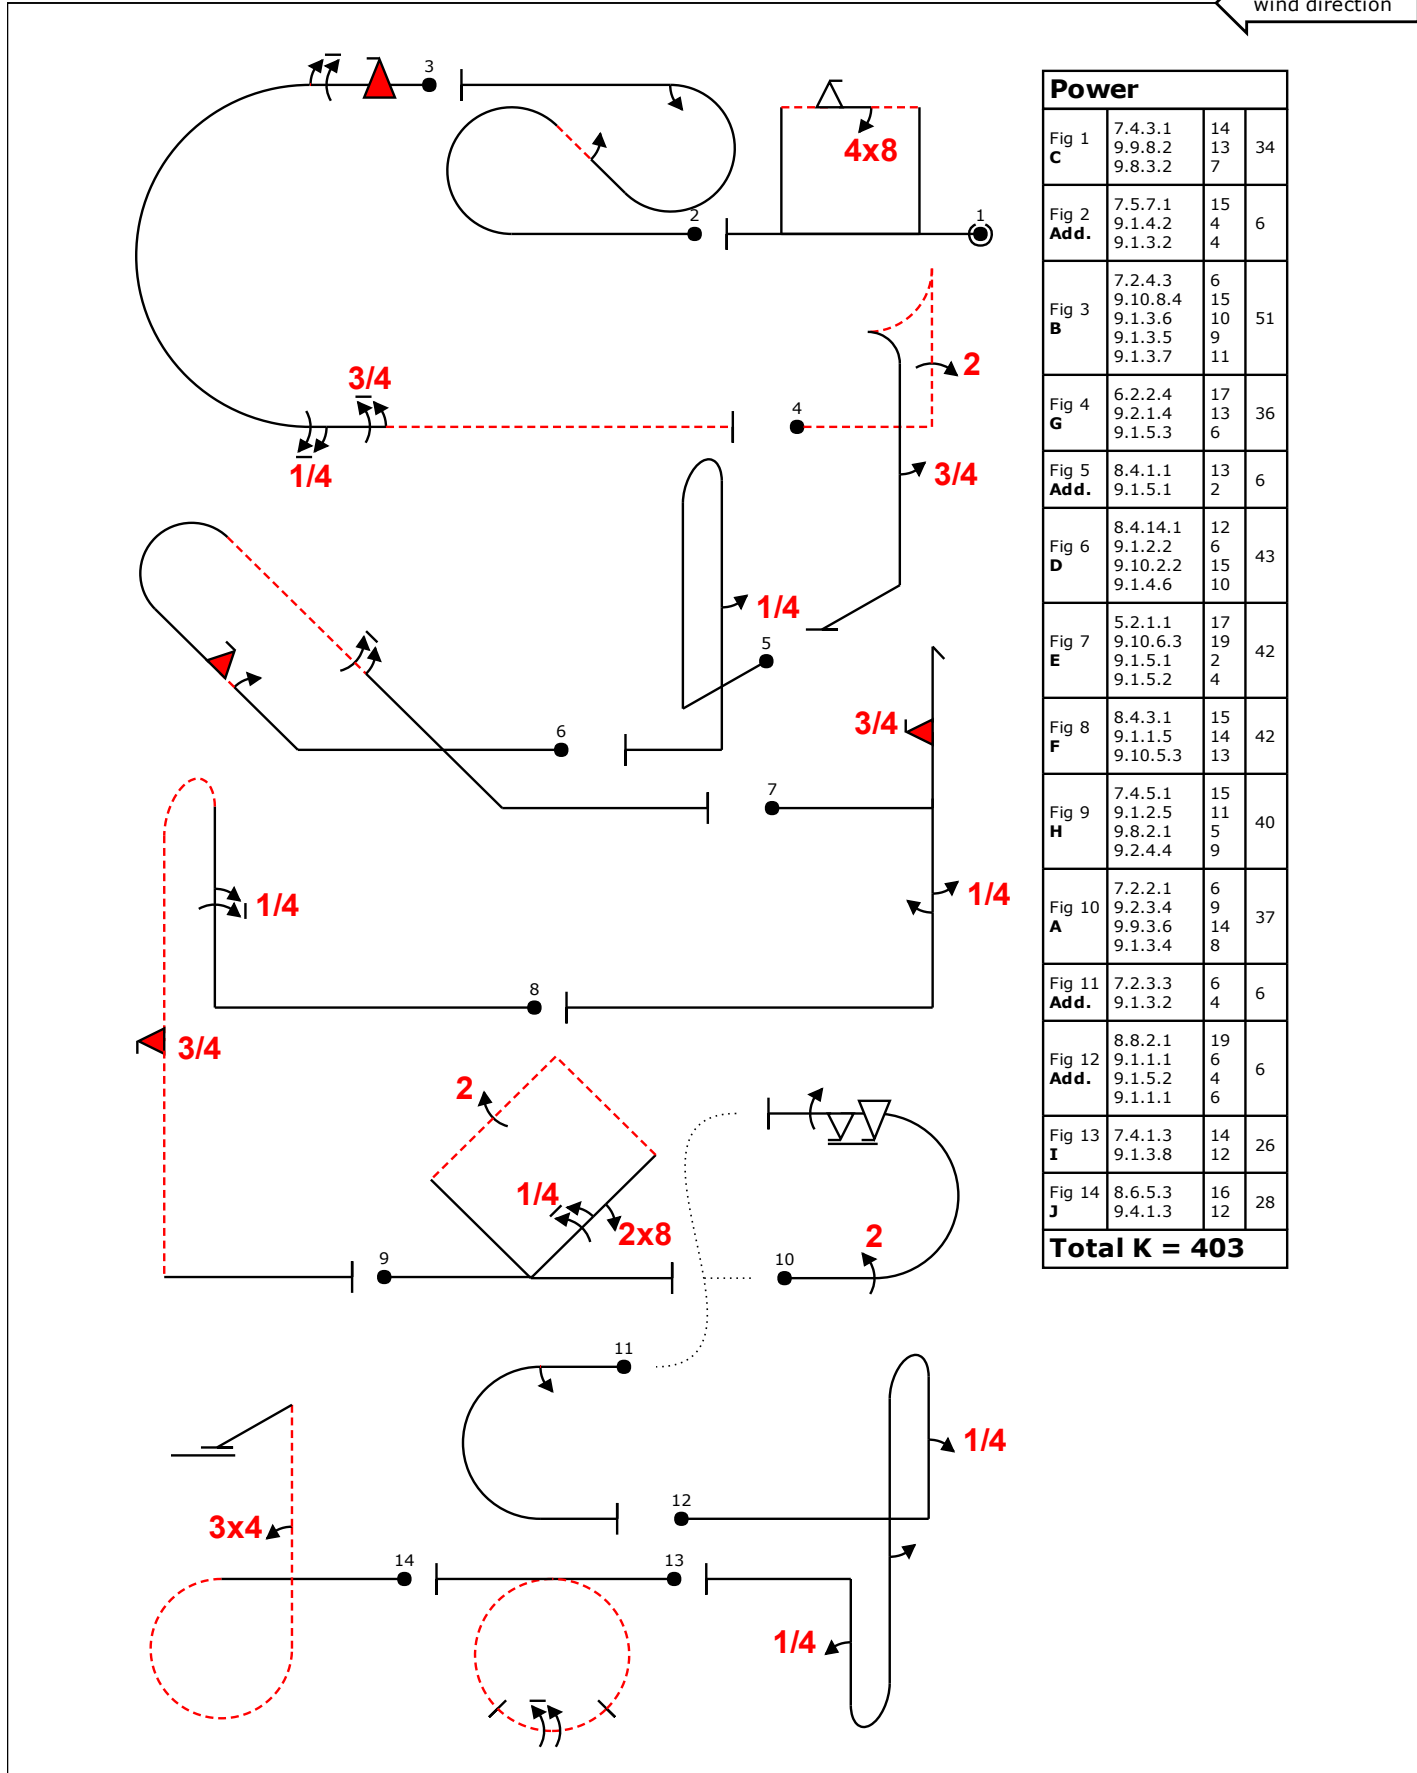 wind direction
3
4x8
2
1
3/4
1/4
4
2
3/4
1/4
5
6
3/4
7
1/4
1/4
3/4
8
2
1/4
2x8
9
2
10
11
12
1/4
3x4
14
13
1/4
Power
Fig 1 C 7.4.3.1 14 34
9.9.8.2 13
9.8.3.2 7
Fig 2 Add. 7.5.7.1 15 6
9.1.4.2 4
9.1.3.2 4
Fig 3 B 7.2.4.3 6 51
9.10.8.4 15
9.1.3.6 10
9.1.3.5 9
9.1.3.7 11
Fig 4 G 6.2.2.4 17 36
9.2.1.4 13
9.1.5.3 6
Fig 5 Add. 8.4.1.1 13 6
9.1.5.1 2
Fig 6 D 8.4.14.1 12 43
9.1.2.2 6
9.10.2.2 15
9.1.4.6 10
Fig 7 E 5.2.1.1 17 42
9.10.6.3 19
9.1.5.1 2
9.1.5.2 4
Fig 8 F 8.4.3.1 15 42
9.1.1.5 14
9.10.5.3 13
Fig 9 H 7.4.5.1 15 40
9.1.2.5 11
9.8.2.1 5
9.2.4.4 9
Fig 10 A 7.2.2.1 6 37
9.2.3.4 9
9.9.3.6 14
9.1.3.4 8
Fig 11 Add. 7.2.3.3 6 6
9.1.3.2 4
Fig 12 Add. 8.8.2.1 19 6
9.1.1.1 6
9.1.5.2 4
9.1.1.1 6
Fig 13 I 7.4.1.3 14 26
9.1.3.8 12
Fig 14 J 8.6.5.3 16 28
9.4.1.3 12
Total K = 403